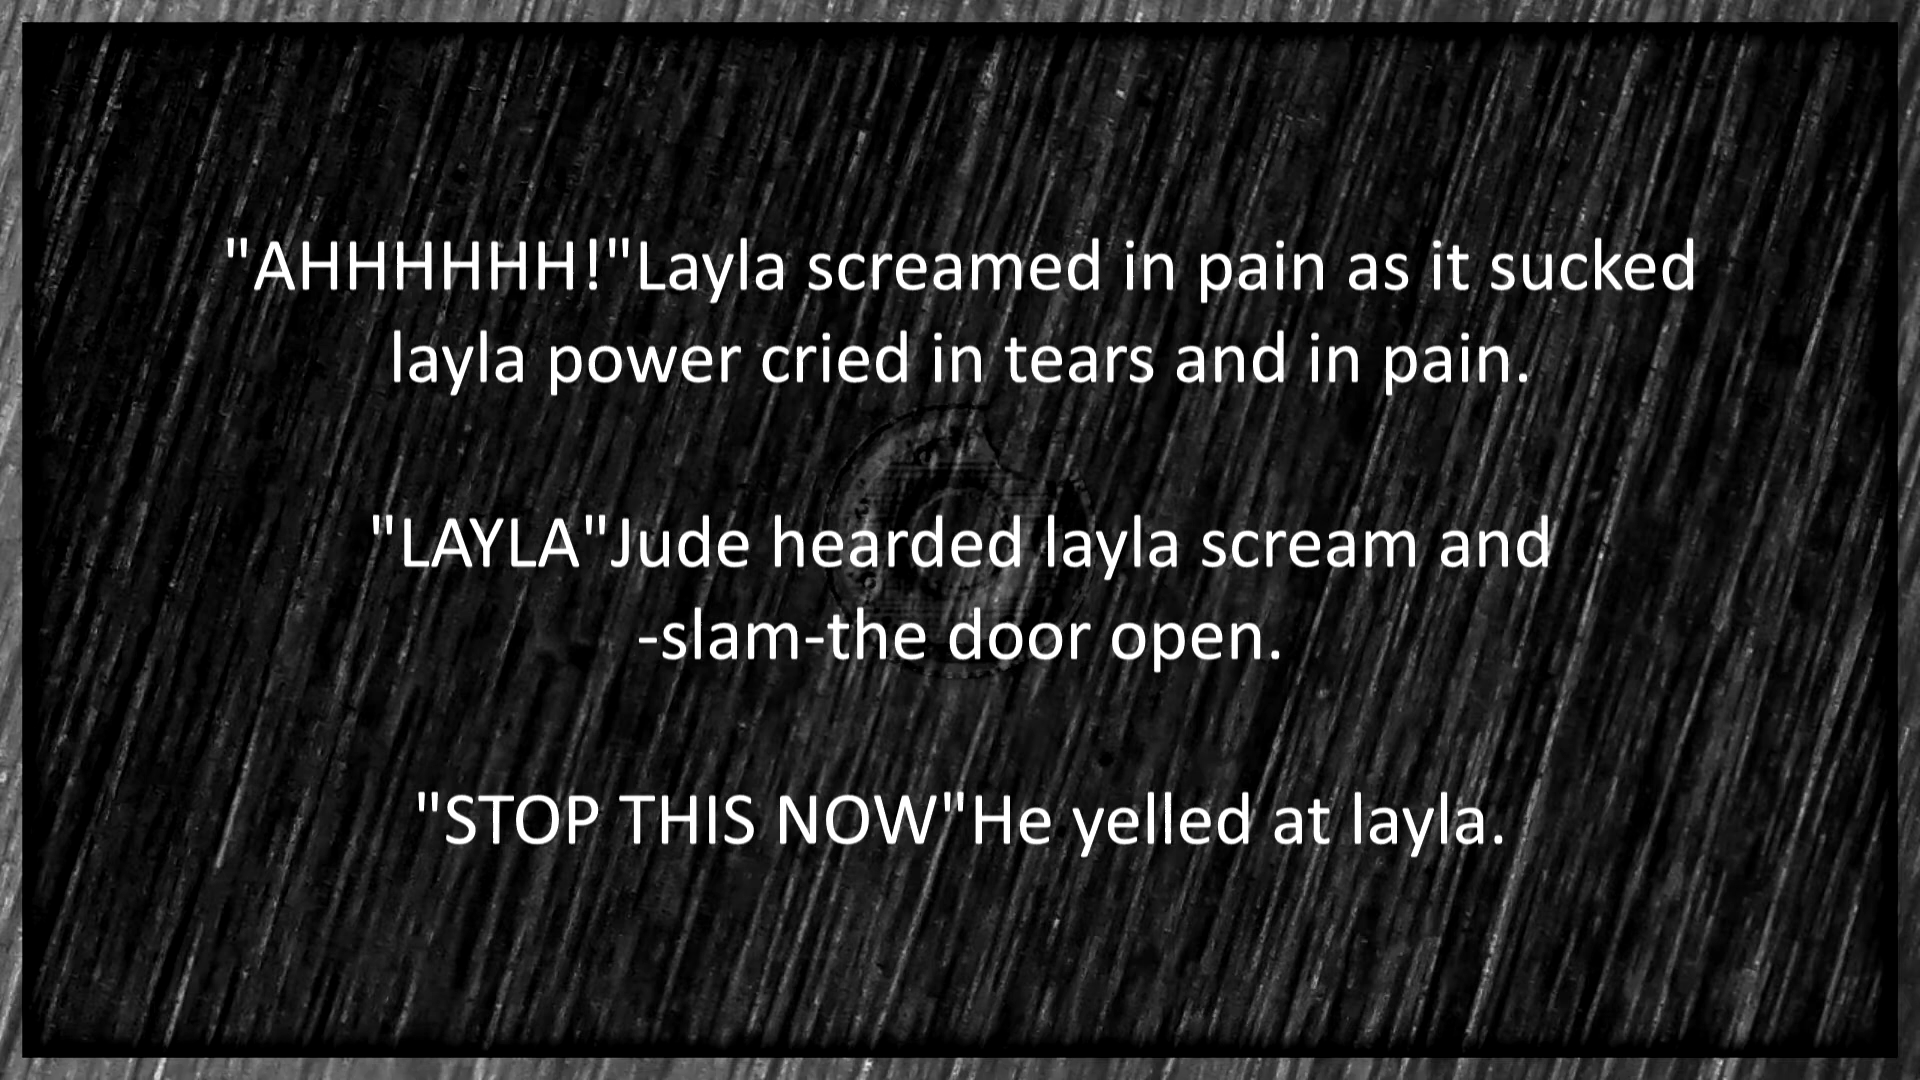 "AHHHHHH!"Layla screamed in pain as it sucked
layla power cried in tears and in pain.
"LAYLA"Jude hearded layla scream and
-slam-the door open.
"STOP THIS NOW"He yelled at layla.